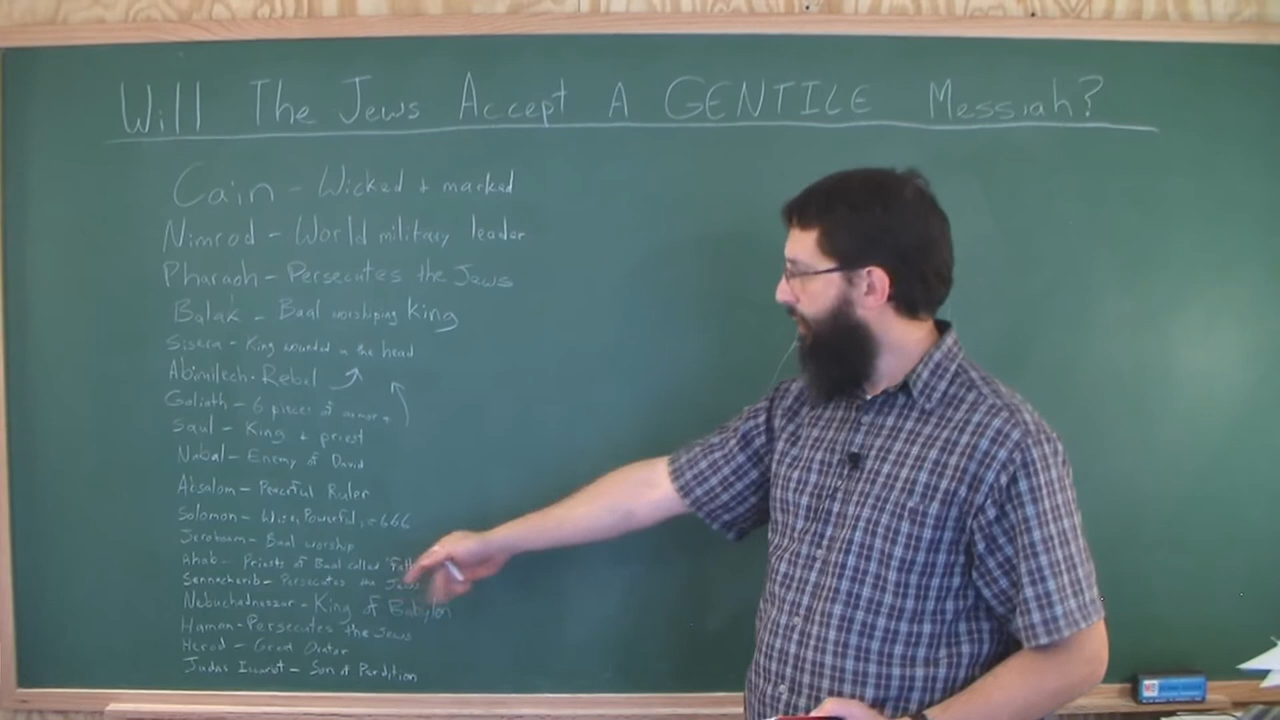 Will The Jews Accept A GENTILE Messiah?
Cain - Wicked + marked
Nimrod - World military leader
Pharaoh - Persecutes the Jews
Balak - Baal worshiping King
Sisera - King wounded in the head
Abimilech - Rebel
Goliath - 6 pieces of armor +
Saul - King + priest
Nabal - Enemy of David
Absalom - Peaceful Ruler
Solomon - Wise, Powerful, 666
Jeroboam - Baal worship
Ahab - Priests of Baal called
Sennacherib - Persecutes the Jews
Nebuchadnezzar - King of Babylon
Haman - Persecutes the Jews
Herod - Great Orator
Judas Iscariot - Son of Perdition